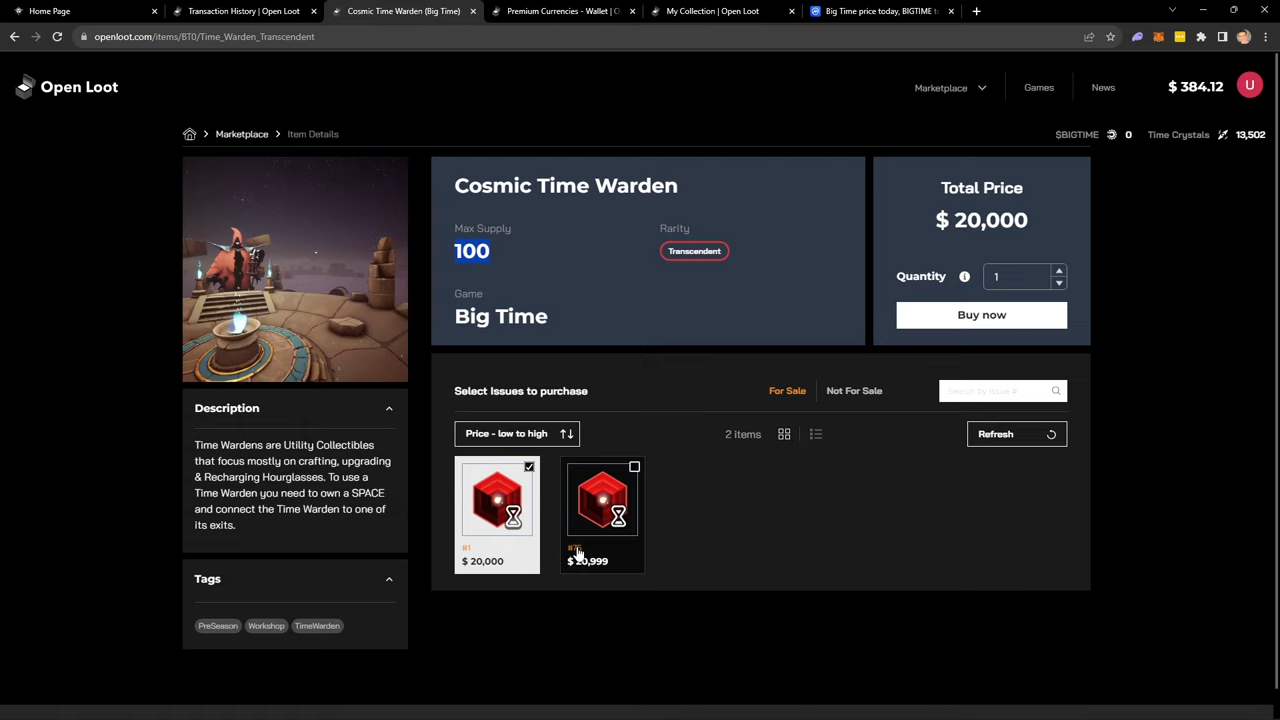 Home Page
Transaction History | Open Loot
Cosmic Time Warden (Big Time)
Premium Currencies - Wallet | O
My Collection | Open Loot
Big Time price today, BIGTIME to
openloot.com/items/BT0/Time_Warden_Transcendent
Open Loot
Marketplace
Games
News
$ 384.12
U
Marketplace
Item Details
$BIGTIME
0
Time Crystals
13,502
Cosmic Time Warden
Max Supply
Rarity
100
Transcendent
Game
Big Time
Total Price
$ 20,000
Quantity
1
Buy now
Select Issues to purchase
For Sale
Not For Sale
Search by Issue #
Price - low to high
2 items
Refresh
#1
$ 20,000
$ 20,999
Description
Time Wardens are Utility Collectibles
that focus mostly on crafting, upgrading
& Recharging Hourglasses. To use a
Time Warden you need to own a SPACE
and connect the Time Warden to one of
its exits.
Tags
PreSeason
Workshop
TimeWarden